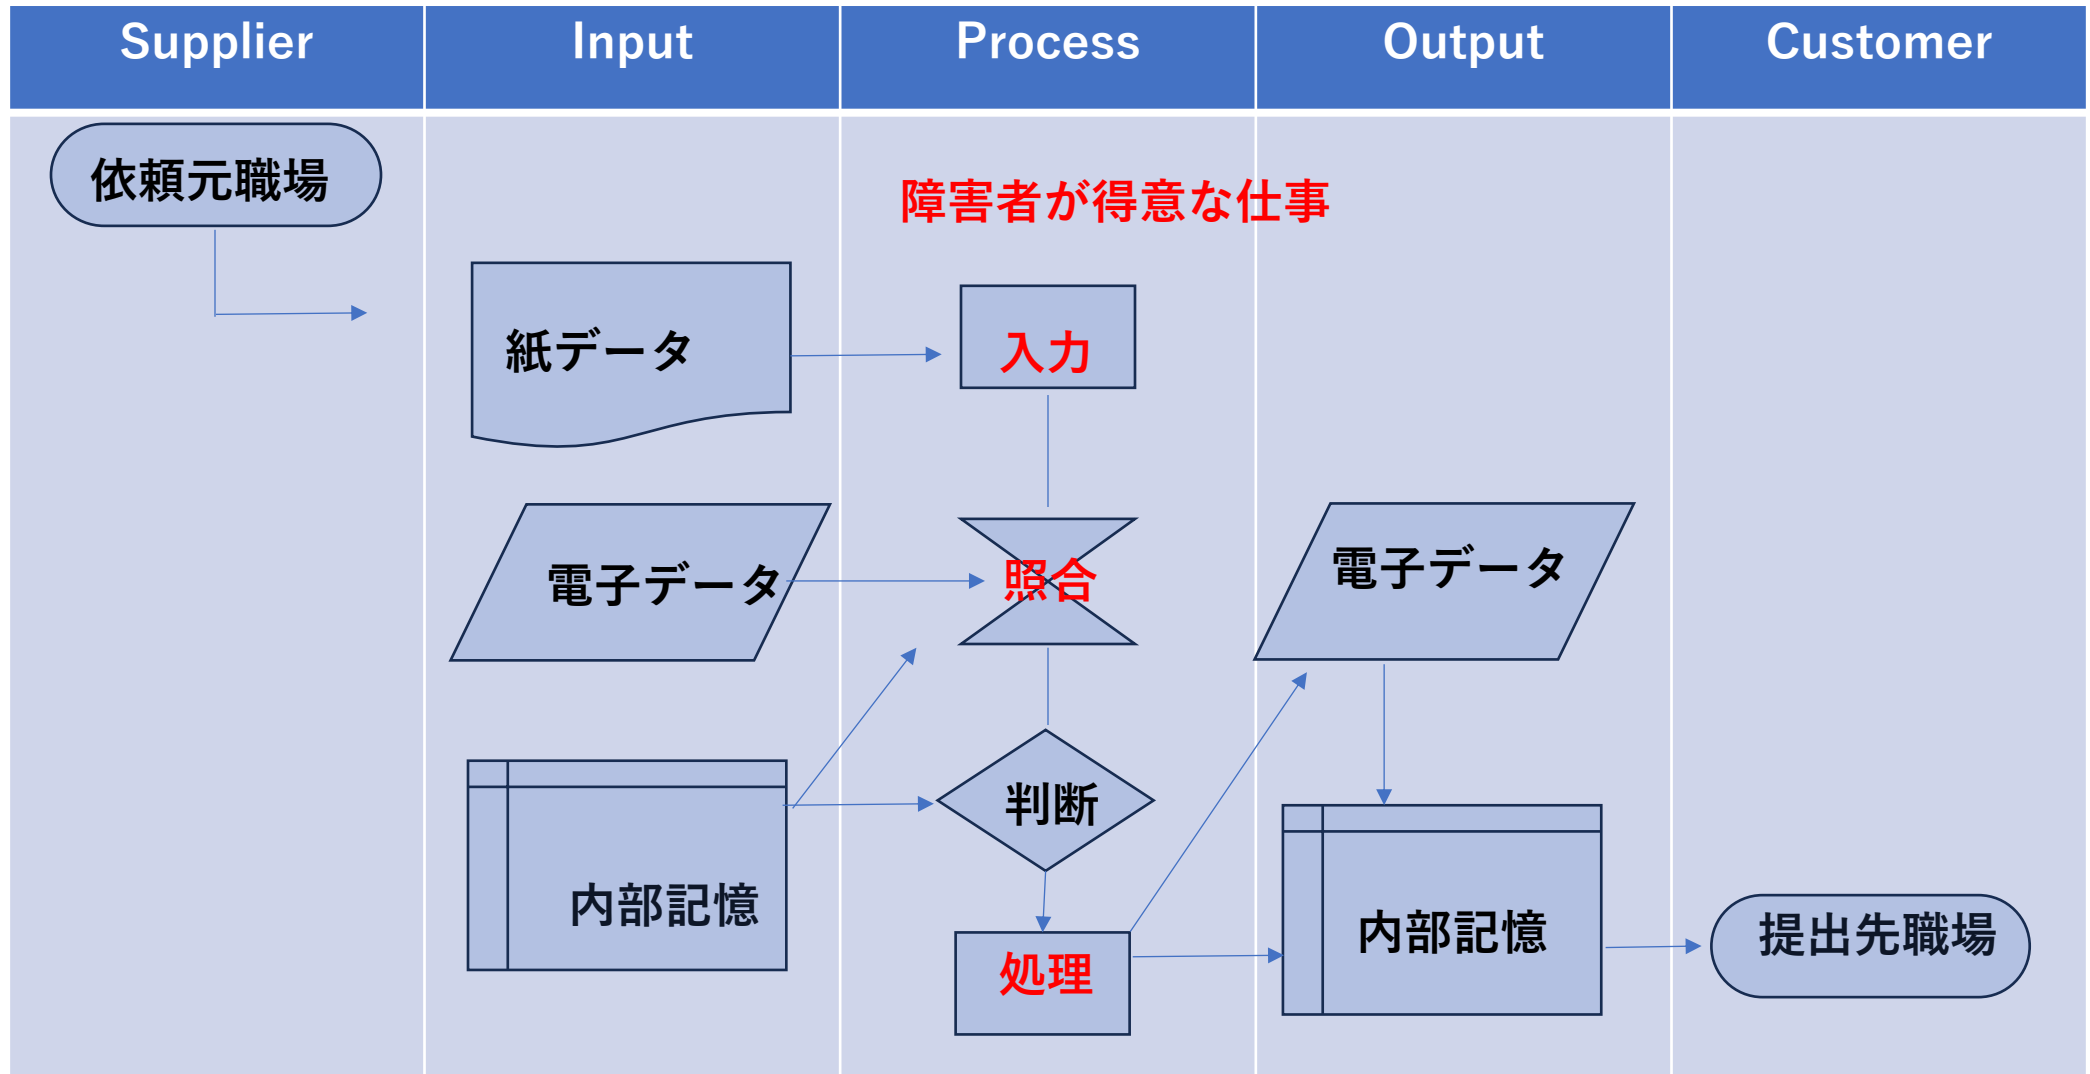 Supplier
Input
Process
Output
Customer
依頼元職場
障害者が得意な仕事
紙データ
入力
電子データ
照合
電子データ
判断
内部記憶
処理
内部記憶
提出先職場